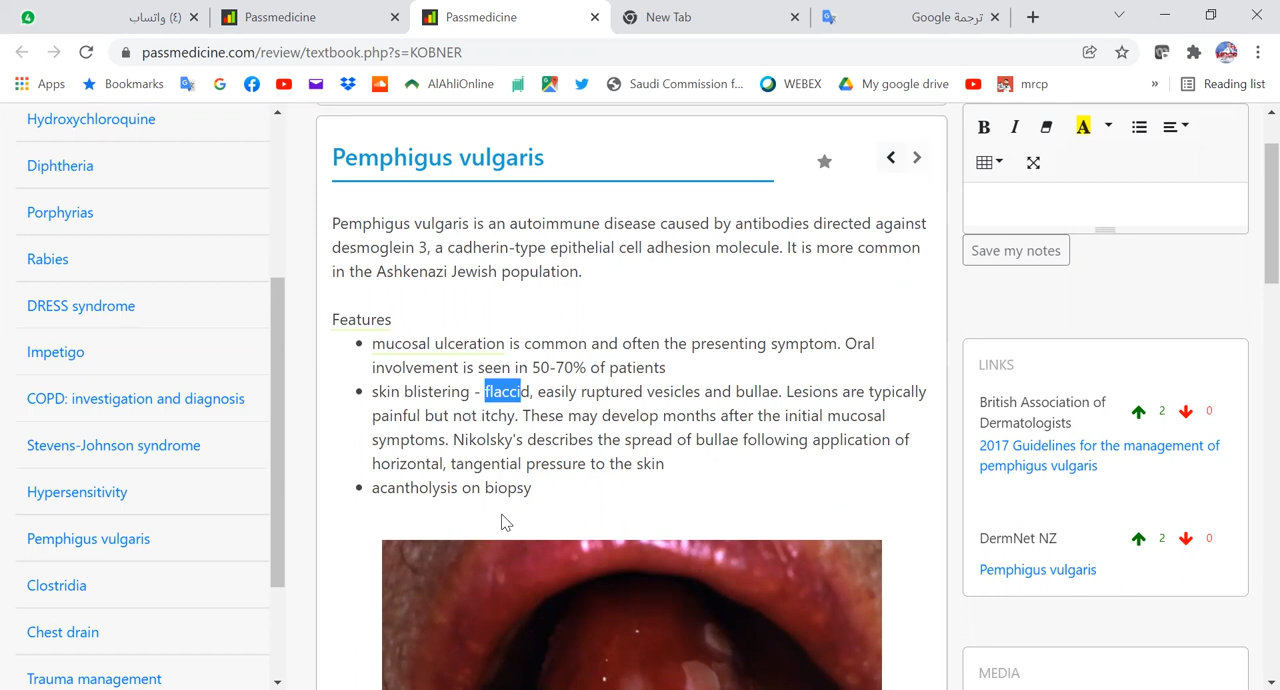 (٤) واتساب
Passmedicine
Passmedicine
New Tab
ترجمة Google
passmedicine.com/review/textbook.php?s=KOBNER
Apps
Bookmarks
AlAhliOnline
Saudi Commission f...
WEBEX
My google drive
mrcp
»
Reading list
Hydroxychloroquine
Diphtheria
Porphyrias
Rabies
DRESS syndrome
Impetigo
COPD: investigation and diagnosis
Stevens-Johnson syndrome
Hypersensitivity
Pemphigus vulgaris
Clostridia
Chest drain
Trauma management
Pemphigus vulgaris
Pemphigus vulgaris is an autoimmune disease caused by antibodies directed against
desmoglein 3, a cadherin-type epithelial cell adhesion molecule. It is more common
in the Ashkenazi Jewish population.
Features
• mucosal ulceration is common and often the presenting symptom. Oral
involvement is seen in 50-70% of patients
• skin blistering - flaccid, easily ruptured vesicles and bullae. Lesions are typically
painful but not itchy. These may develop months after the initial mucosal
symptoms. Nikolsky's describes the spread of bullae following application of
horizontal, tangential pressure to the skin
• acantholysis on biopsy
B I A
Save my notes
LINKS
British Association of
Dermatologists
2 0
2017 Guidelines for the management of
pemphigus vulgaris
DermNet NZ
2 0
Pemphigus vulgaris
MEDIA